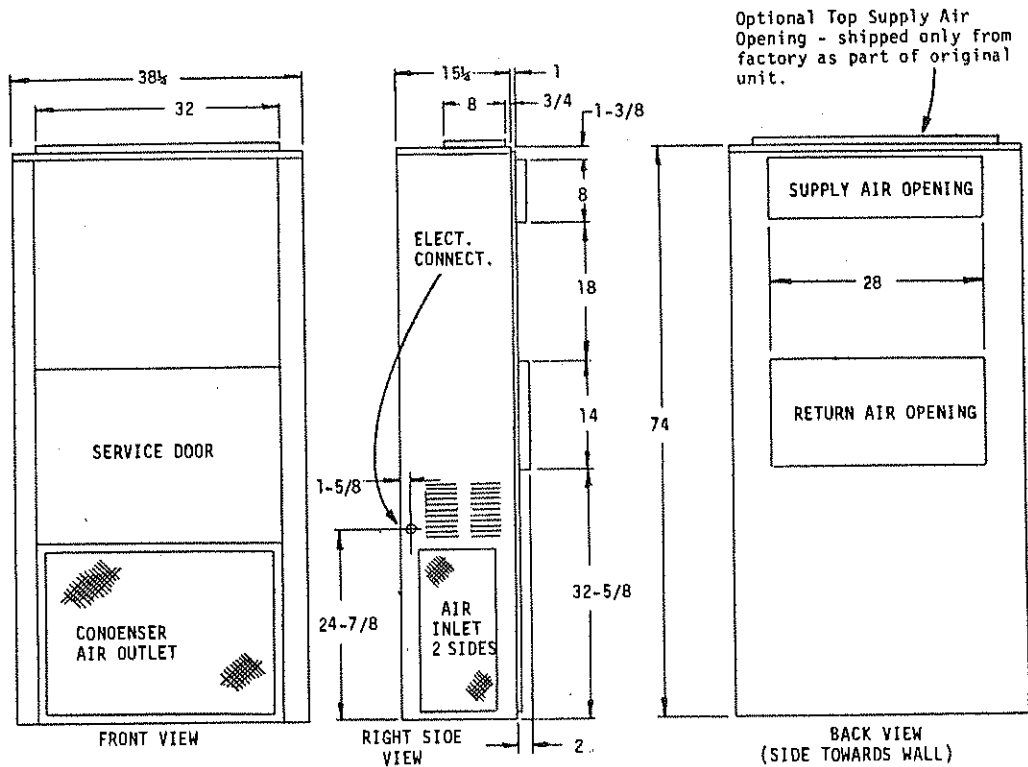 Optional Top Supply Air
Opening - shipped only from
factory as part of original
unit.
38¼
32
15¼
1
8
3/4
1-3/8
8
18
14
32-5/8
2
ELECT.
CONNECT.
1-5/8
24-7/8
AIR
INLET
2 SIDES
SERVICE DOOR
CONDENSER
AIR OUTLET
FRONT VIEW
RIGHT SIDE
VIEW
SUPPLY AIR OPENING
28
RETURN AIR OPENING
74
BACK VIEW
(SIDE TOWARDS WALL)